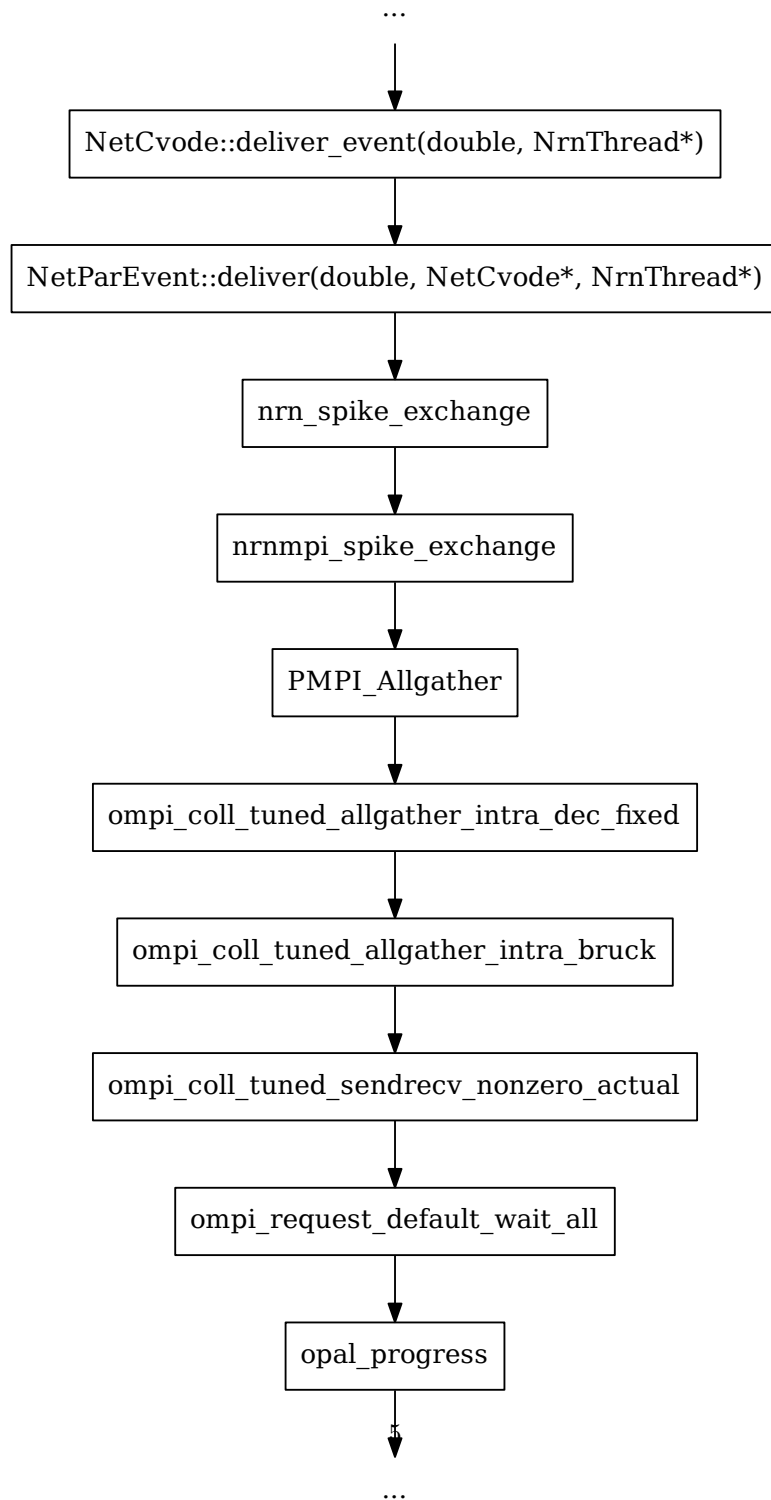 ...
NetCvode::deliver_event(double, NrnThread*)
NetParEvent::deliver(double, NetCvode*, NrnThread*)
nrn_spike_exchange
nrnmpi_spike_exchange
PMPI_Allgather
ompi_coll_tuned_allgather_intra_dec_fixed
ompi_coll_tuned_allgather_intra_bruck
ompi_coll_tuned_sendrecv_nonzero_actual
ompi_request_default_wait_all
opal_progress
5
...